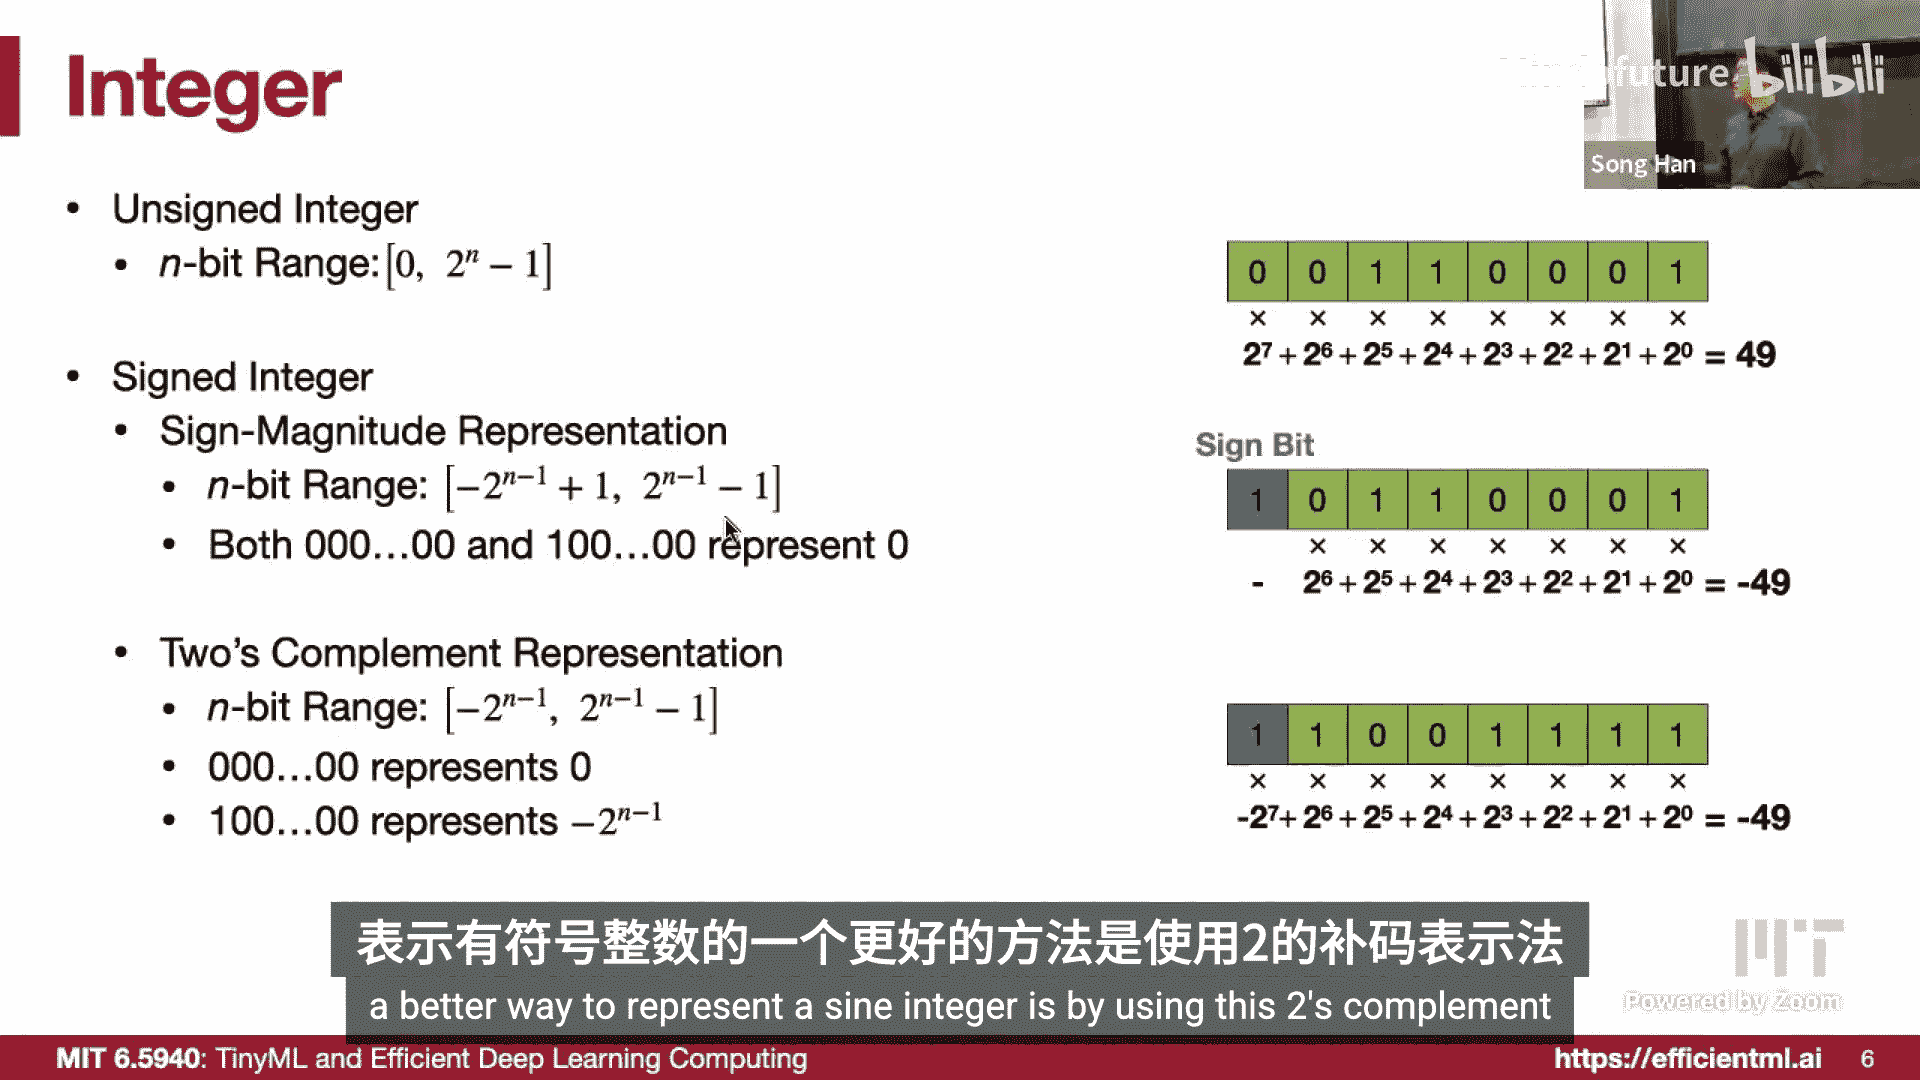 Integer
future bilibili
Song Han
• Unsigned Integer
• n-bit Range: [0, 2ⁿ − 1]
0 0 1 1 0 0 0 1
× × × × × × × ×
2⁷ + 2⁶ + 2⁵ + 2⁴ + 2³ + 2² + 2¹ + 2⁰ = 49
• Signed Integer
• Sign-Magnitude Representation
• n-bit Range: [−2ⁿ⁻¹ + 1, 2ⁿ⁻¹ − 1]
• Both 000…00 and 100…00 represent 0
Sign Bit
1 0 1 1 0 0 0 1
× × × × × × ×
- 2⁶ + 2⁵ + 2⁴ + 2³ + 2² + 2¹ + 2⁰ = -49
• Two’s Complement Representation
• n-bit Range: [−2ⁿ⁻¹, 2ⁿ⁻¹ − 1]
• 000…00 represents 0
• 100…00 represents −2ⁿ⁻¹
1 1 0 0 1 1 1 1
× × × × × × × ×
-2⁷+ 2⁶ + 2⁵ + 2⁴ + 2³ + 2² + 2¹ + 2⁰ = -49
表示有符号整数的一个更好的方法是使用2的补码表示法
a better way to represent a sine integer is by using this 2's complement
MIT
Powered by Zoom
MIT 6.5940: TinyML and Efficient Deep Learning Computing
https://efficientml.ai
6